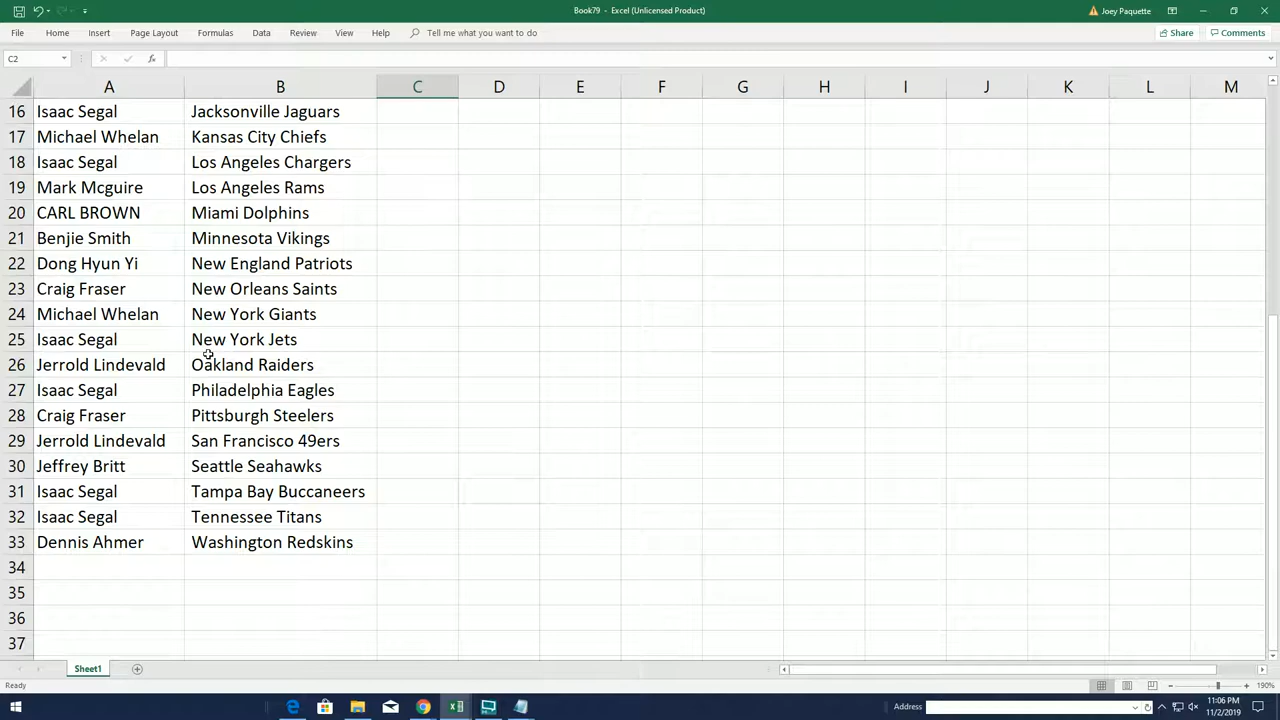 Book79 - Excel (Unlicensed Product)
Joey Paquette
File Home Insert Page Layout Formulas Data Review View Help Tell me what you want to do Share Comments
C2 fx
A B C D E F G H I J K L M
16 Isaac Segal Jacksonville Jaguars
17 Michael Whelan Kansas City Chiefs
18 Isaac Segal Los Angeles Chargers
19 Mark Mcguire Los Angeles Rams
20 CARL BROWN Miami Dolphins
21 Benjie Smith Minnesota Vikings
22 Dong Hyun Yi New England Patriots
23 Craig Fraser New Orleans Saints
24 Michael Whelan New York Giants
25 Isaac Segal New York Jets
26 Jerrold Lindevald Oakland Raiders
27 Isaac Segal Philadelphia Eagles
28 Craig Fraser Pittsburgh Steelers
29 Jerrold Lindevald San Francisco 49ers
30 Jeffrey Britt Seattle Seahawks
31 Isaac Segal Tampa Bay Buccaneers
32 Isaac Segal Tennessee Titans
33 Dennis Ahmer Washington Redskins
34
35
36
37
Sheet1
Ready 190%
Address 11:06 PM
11/2/2019